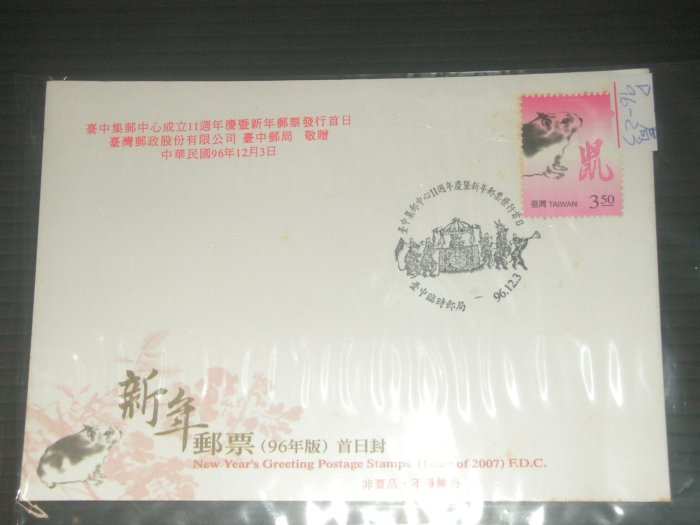 臺中集郵中心成立11週年慶暨新年郵票發行首日
臺灣郵政股份有限公司 臺中郵局 敬贈
中華民國96年12月3日
鼠
臺灣 TAIWAN 3.50
臺中集郵中心11週年慶暨新年郵票發行首日
臺中臨時郵局 一 96.12.3
新年
郵票(96年版)首日封
New Year's Greeting Postage Stamps (Issue of 2007) F.D.C.
非賣品・不得轉售